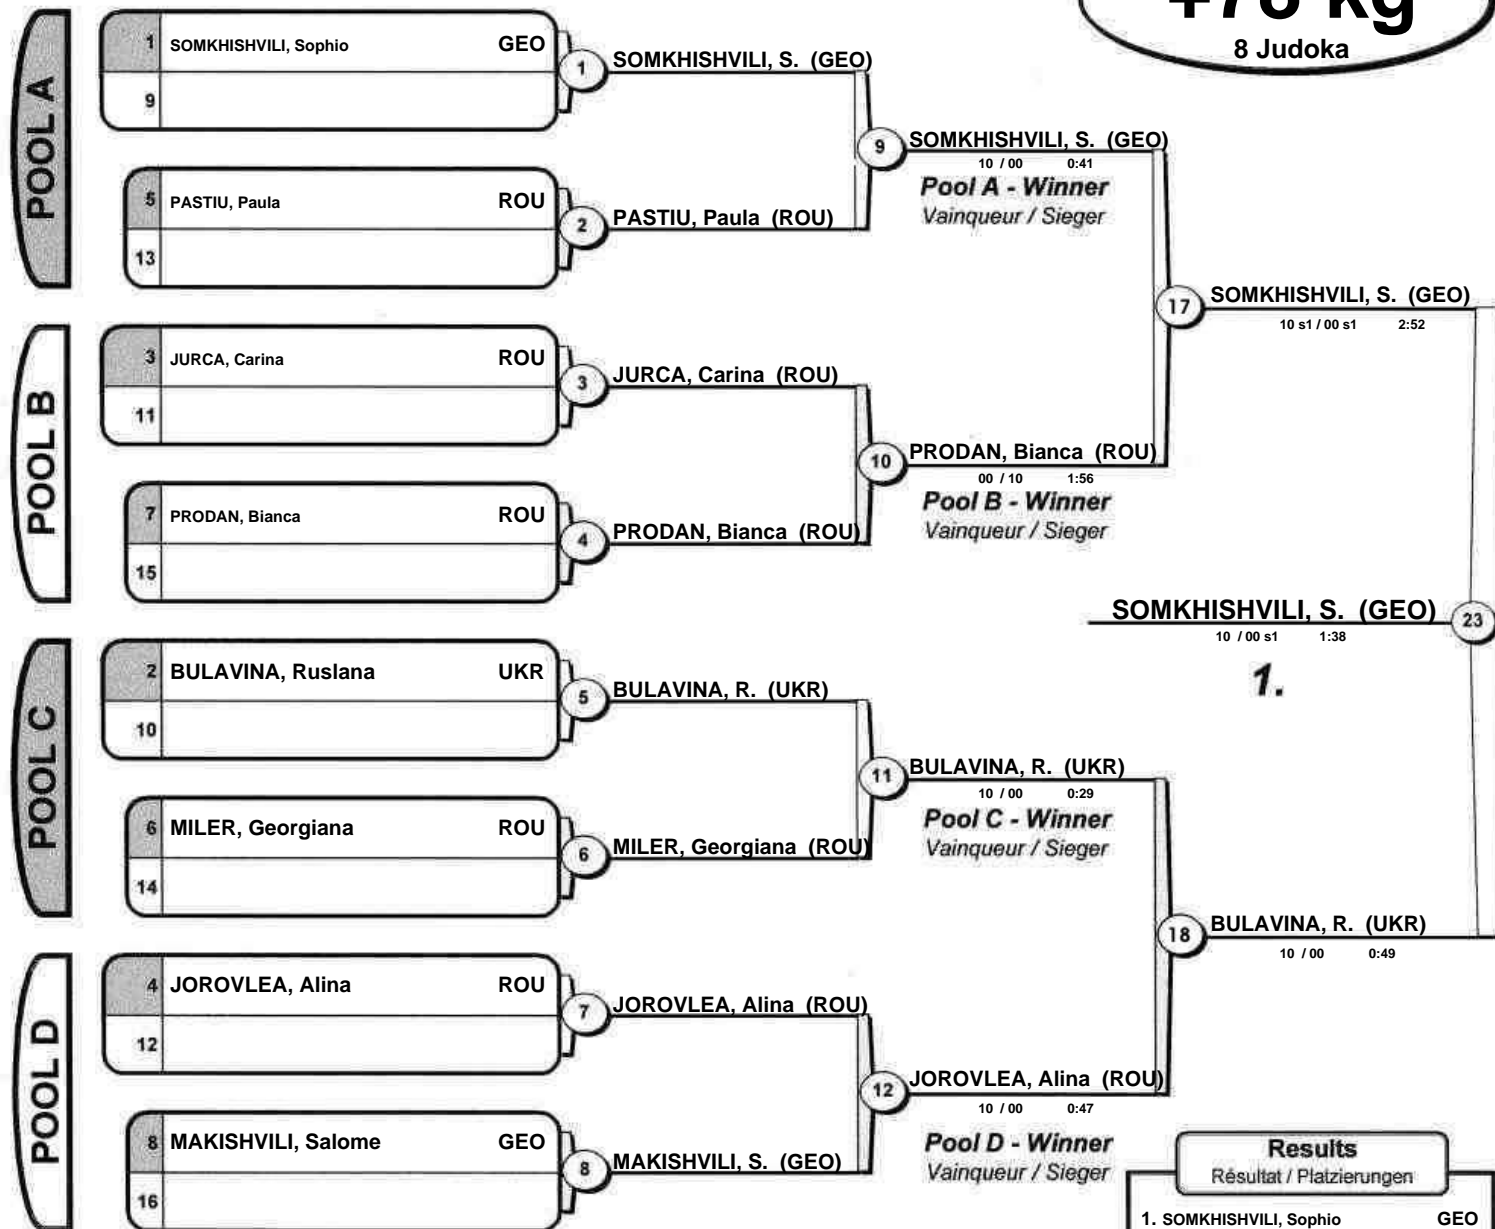 +78 kg
8 Judoka
POOL A
1 SOMKHISHVILI, Sophio GEO
9
1
SOMKHISHVILI, S. (GEO)
5 PASTIU, Paula ROU
13
2
PASTIU, Paula (ROU)
9
SOMKHISHVILI, S. (GEO)
10 / 00 0:41
Pool A - Winner
Vainqueur / Sieger
POOL B
3 JURCA, Carina ROU
11
3
JURCA, Carina (ROU)
7 PRODAN, Bianca ROU
15
4
PRODAN, Bianca (ROU)
10
PRODAN, Bianca (ROU)
00 / 10 1:56
Pool B - Winner
Vainqueur / Sieger
17
SOMKHISHVILI, S. (GEO)
10 s1 / 00 s1 2:52
SOMKHISHVILI, S. (GEO)
23
10 / 00 s1 1:38
1.
POOL C
2 BULAVINA, Ruslana UKR
10
5
BULAVINA, R. (UKR)
6 MILER, Georgiana ROU
14
6
MILER, Georgiana (ROU)
11
BULAVINA, R. (UKR)
10 / 00 0:29
Pool C - Winner
Vainqueur / Sieger
POOL D
4 JOROVLEA, Alina ROU
12
7
JOROVLEA, Alina (ROU)
8 MAKISHVILI, Salome GEO
16
8
MAKISHVILI, S. (GEO)
12
JOROVLEA, Alina (ROU)
10 / 00 0:47
Pool D - Winner
Vainqueur / Sieger
18
BULAVINA, R. (UKR)
10 / 00 0:49
Results
Résultat / Platzierungen
1. SOMKHISHVILI, Sophio GEO